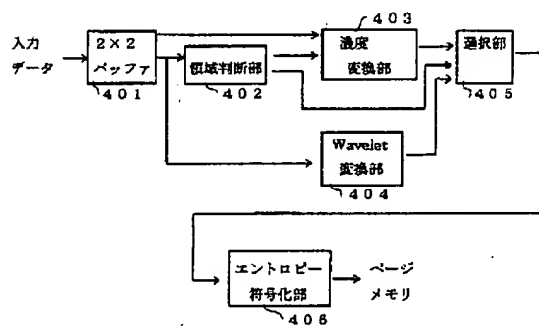 入力
データ
2×2
バッファ
401
領域判断部
402
403
濃度
変換部
選択部
405
Wavelet
変換部
404
エントロピー
符号化部
406
ページ
メモリ